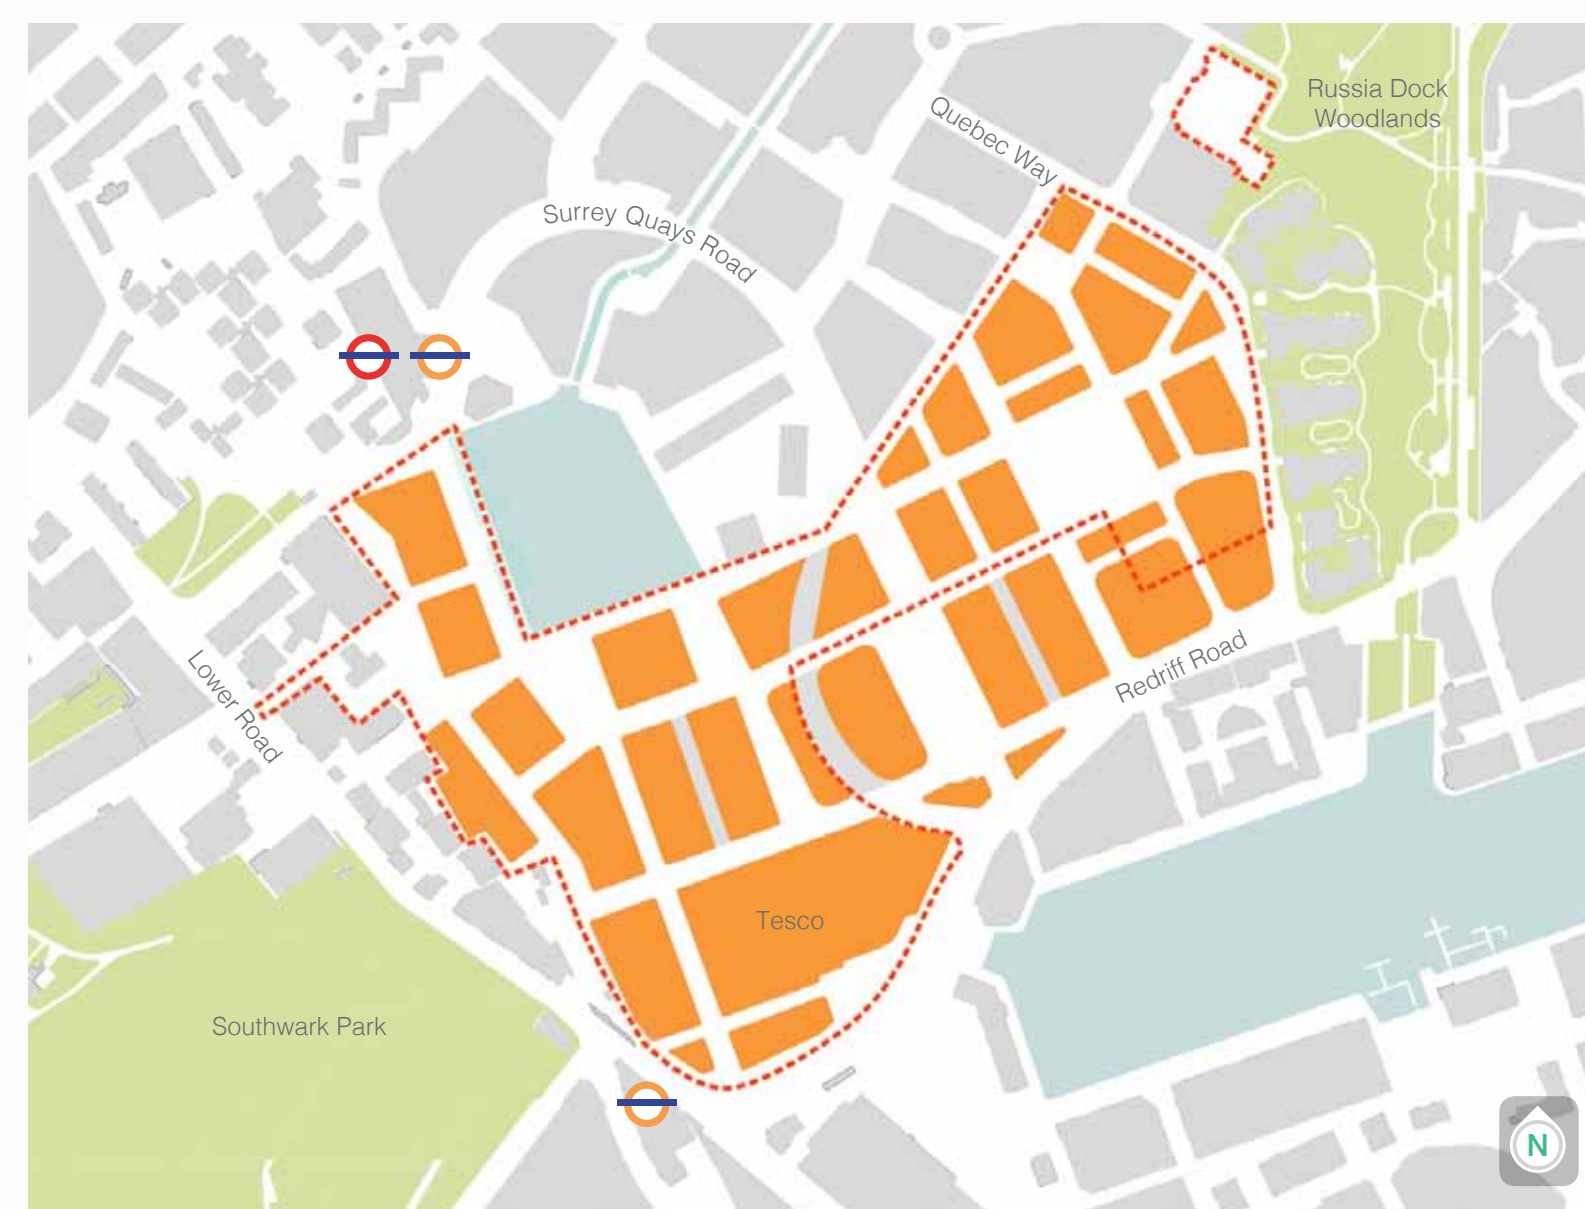 Russia Dock
Woodlands
Quebec Way
Surrey Quays Road
Lower Road
Redriff Road
Tesco
Southwark Park
N